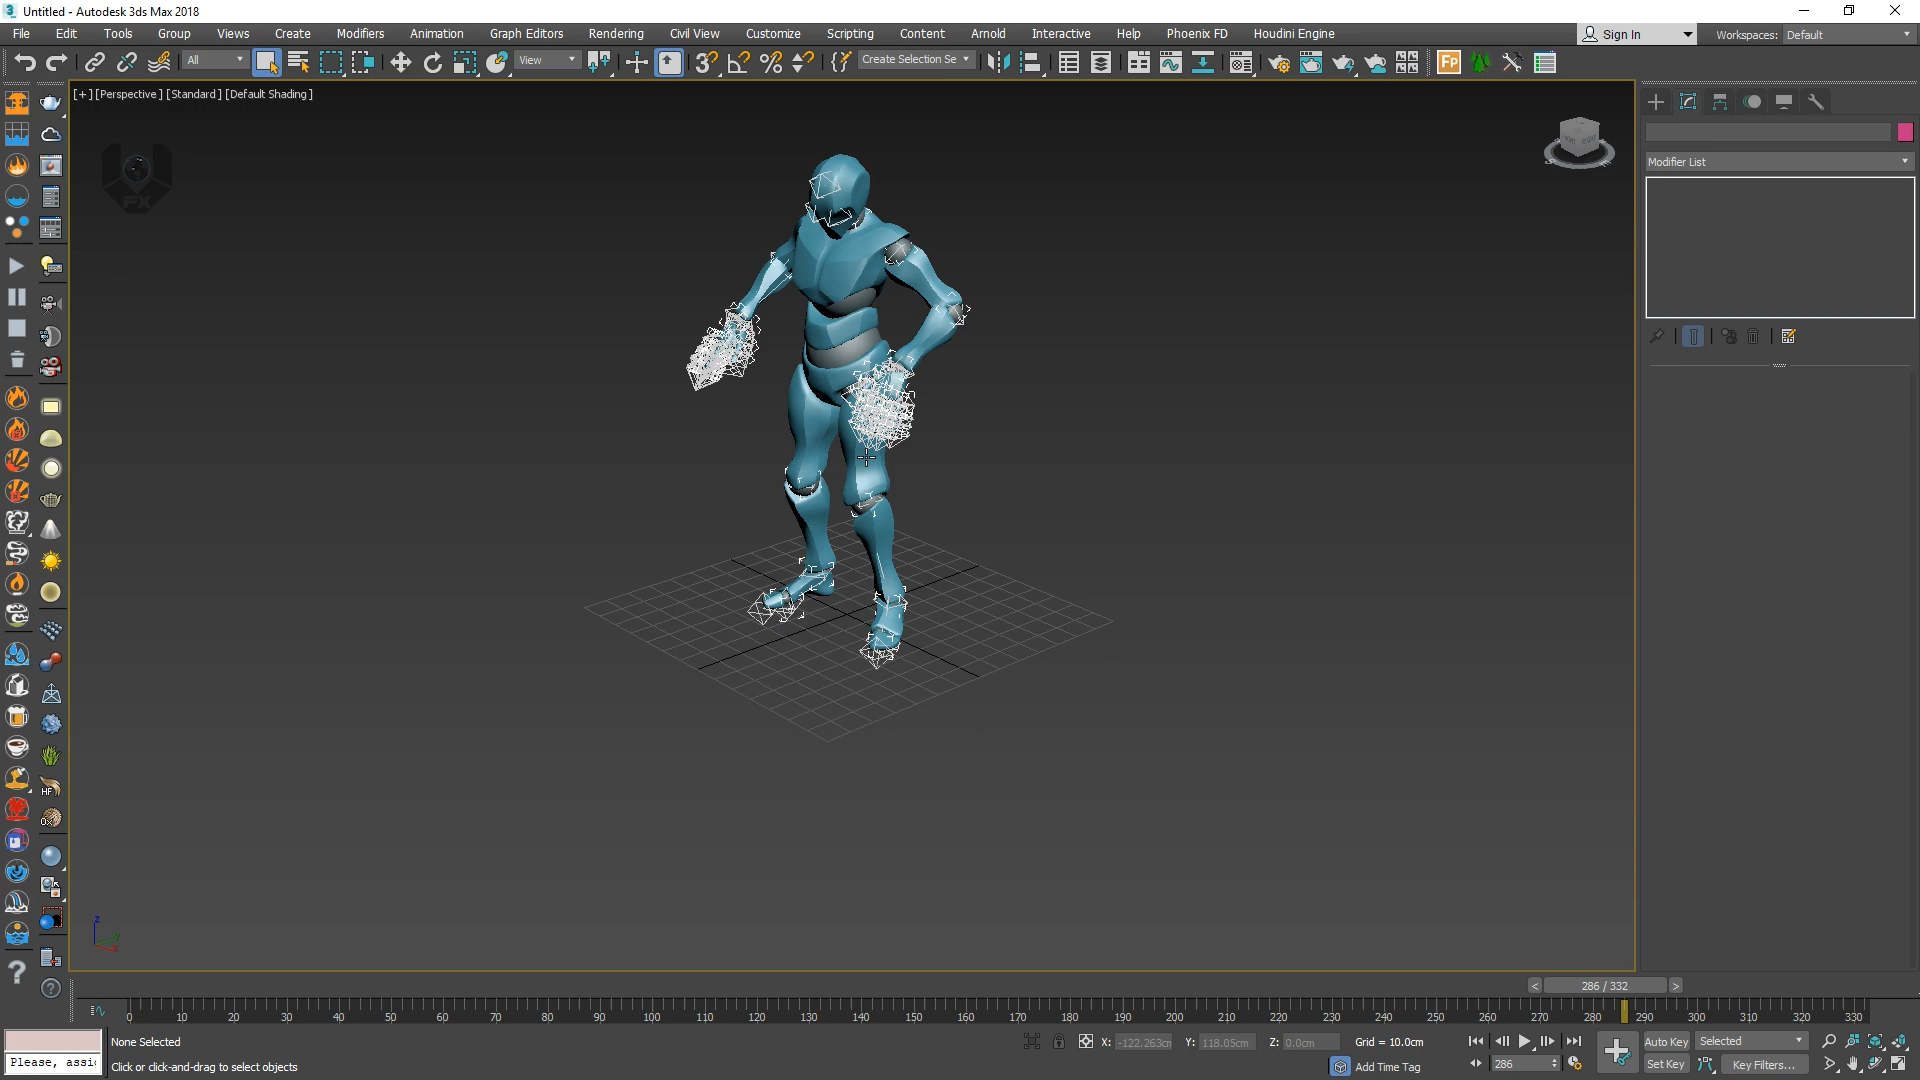 Untitled - Autodesk 3ds Max 2018
File Edit Tools Group Views Create Modifiers Animation Graph Editors Rendering Civil View Customize Scripting Content Arnold Interactive Help Phoenix FD Houdini Engine Sign In Workspaces: Default
All View Create Selection Se Fp
[+] [Perspective] [Standard] [Default Shading]
Modifier List
FX
HF
z
< 286 / 332 >
0 10 20 30 40 50 60 70 80 90 100 110 120 130 140 150 160 170 180 190 200 210 220 230 240 250 260 270 280 290 300 310 320 330
None Selected X: -122.263cm Y: 118.05cm Z: 0.0cm Grid = 10.0cm Auto Key Selected
Please, assig Click or click-and-drag to select objects Add Time Tag 286 Set Key Key Filters...